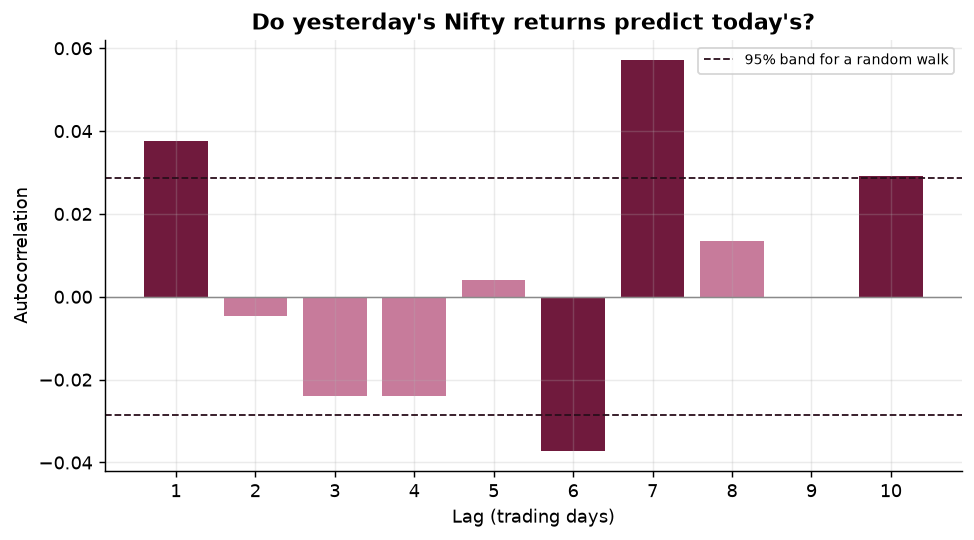 Do yesterday's Nifty returns predict today's?
95% band for a random walk
0.06
0.04
0.02
0.00
−0.02
−0.04
Autocorrelation
1 2 3 4 5 6 7 8 9 10
Lag (trading days)